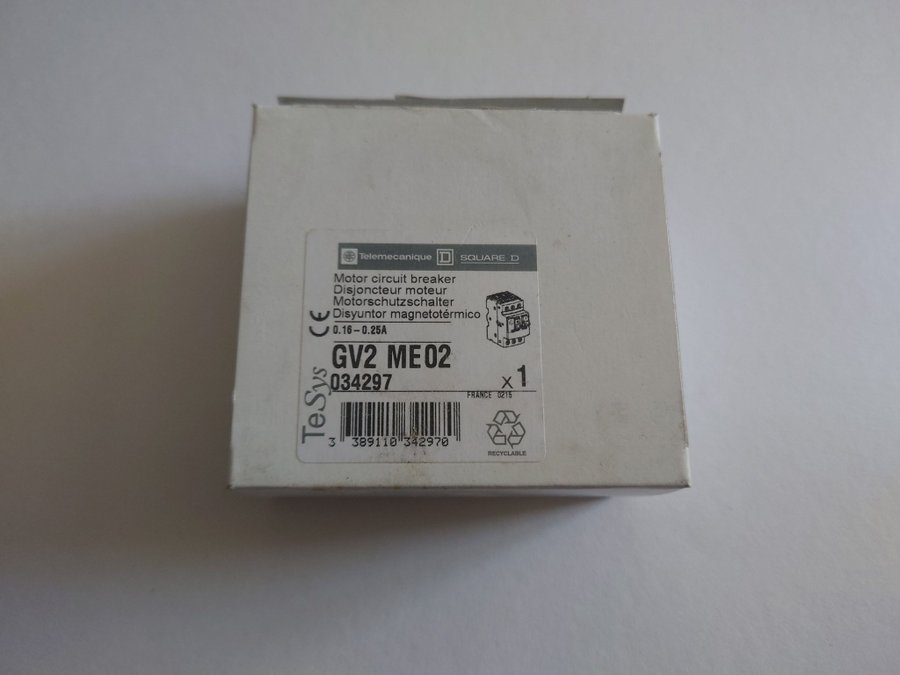 Telemecanique SQUARE D
Motor circuit breaker
Disjoncteur moteur
Motorschutzschalter
Disyuntor magnetotérmico
0.16-0.25A
CE
GV2 ME02
034297
x 1
FRANCE 0215
TeSys
3 389110 342970
RECYCLABLE